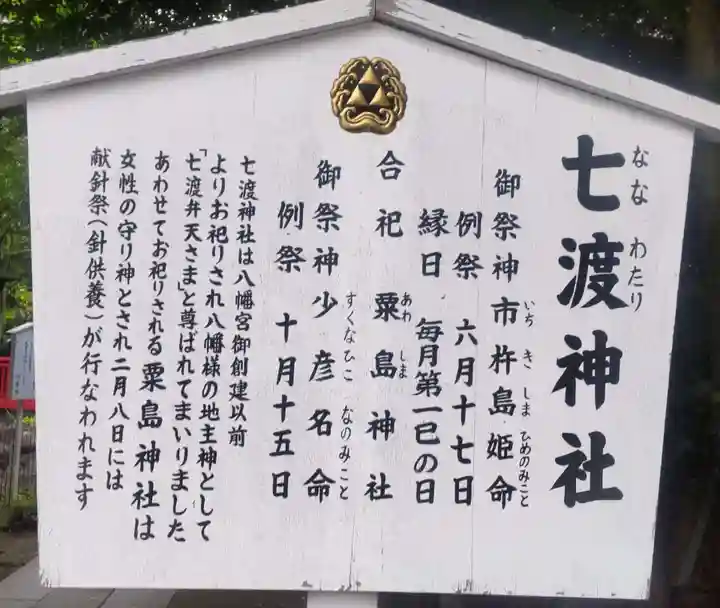 七渡神社
なな わたり
御祭神 市杵島姫命
いち き しま ひめのみこと
例祭 六月十七日
縁日 毎月第一巳の日
合祀 粟島神社
あわ しま
御祭神 少彦名命
すくなひこ なのみこと
例祭 十月十五日
七渡神社は八幡宮御創建以前
よりお祀りされ八幡様の地主神として
「七渡弁天さま」と尊ばれてまいりました
あわせてお祀りされる粟島神社は
女性の守り神とされ二月八日には
献針祭(針供養)が行なわれます